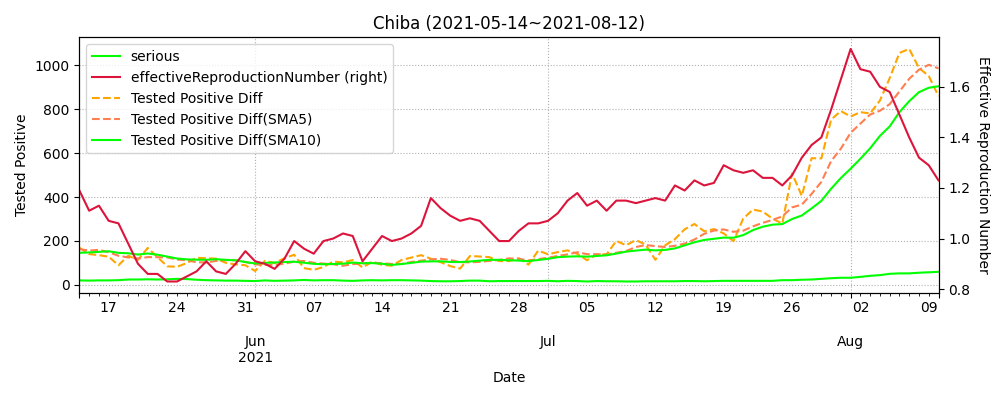 Chiba (2021-05-14~2021-08-12)
serious
effectiveReproductionNumber (right)
Tested Positive Diff
Tested Positive Diff(SMA5)
Tested Positive Diff(SMA10)
Tested Positive
1000
800
600
400
200
0
Effective Reproduction Number
1.6
1.4
1.2
1.0
0.8
17 24 31 07 14 21 28 05 12 19 26 02 09
Jun Jul Aug
2021
Date